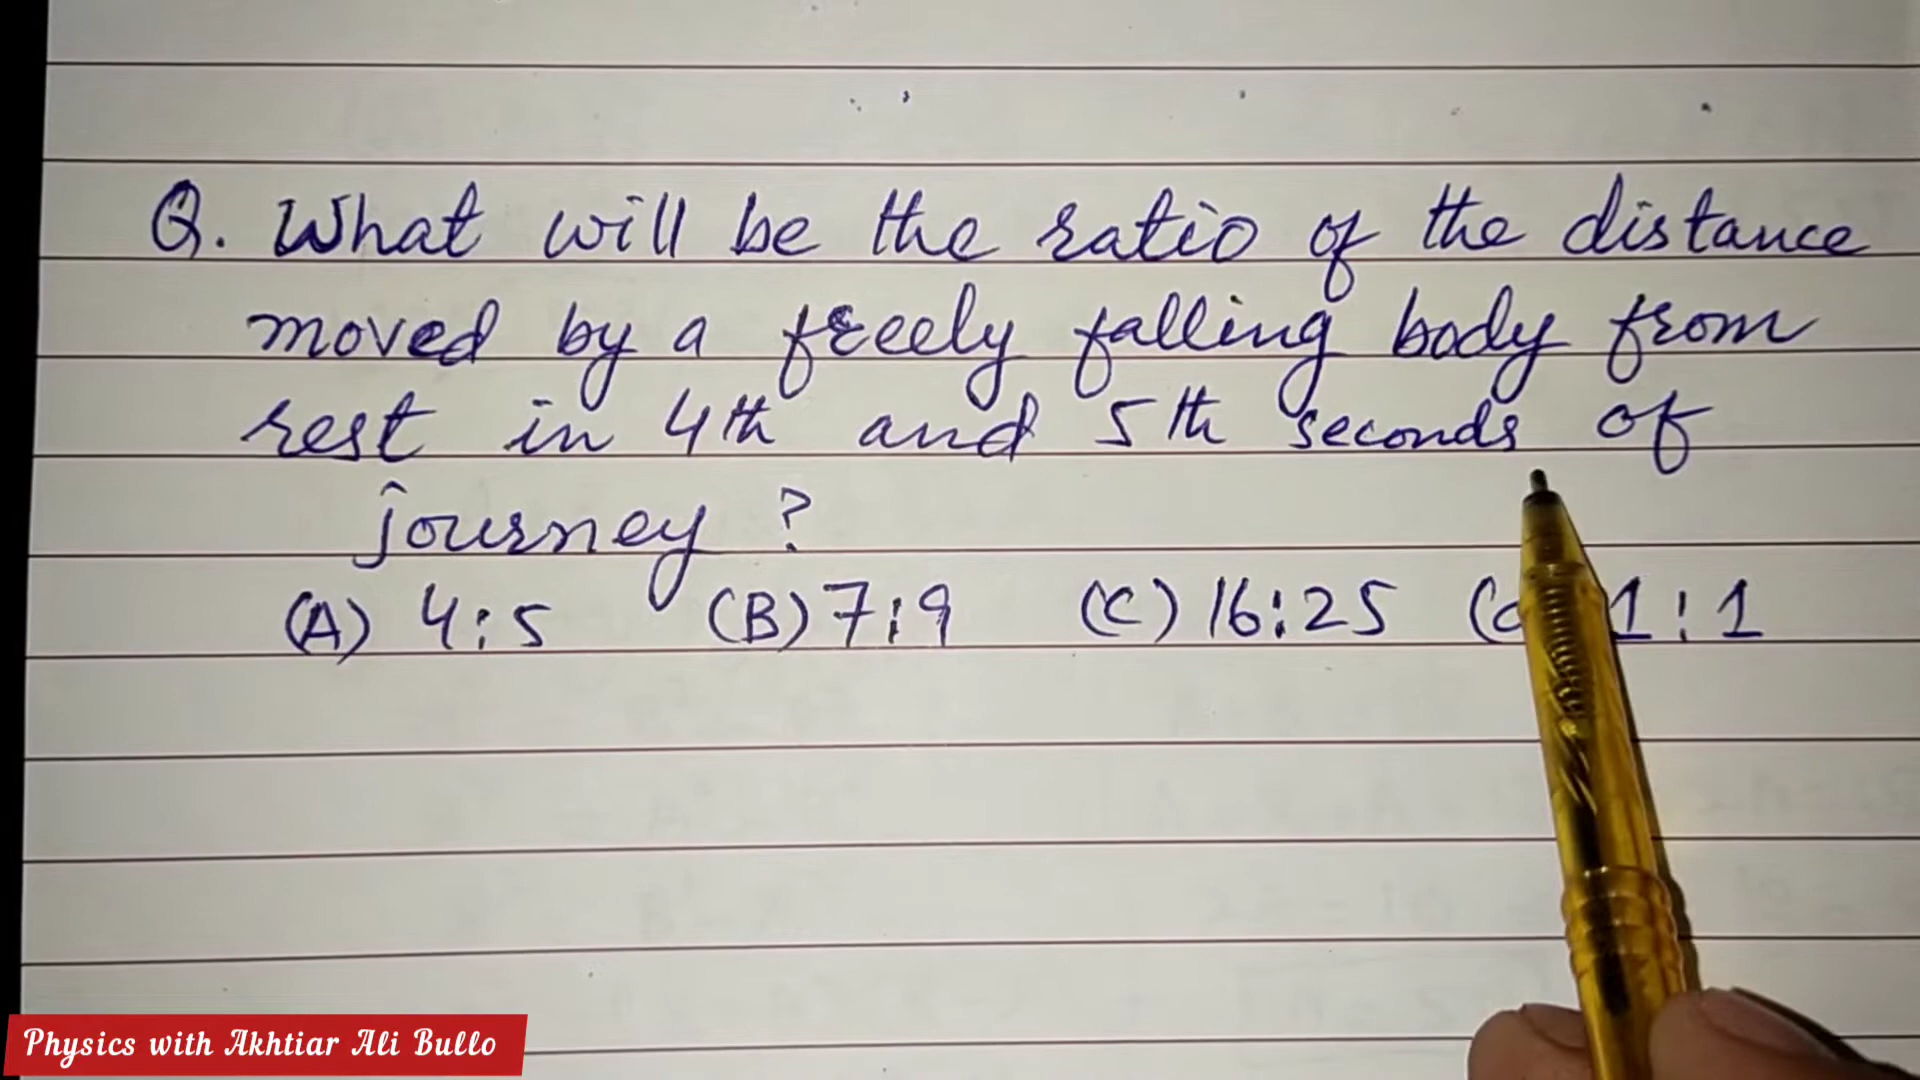 Q. What will be the ratio of the distance
moved by a freely falling body from
rest in 4th and 5th seconds of
journey ?
(A) 4:5 (B) 7:9 (C) 16:25 (d 1:1
Physics with Akhtiar Ali Bullo